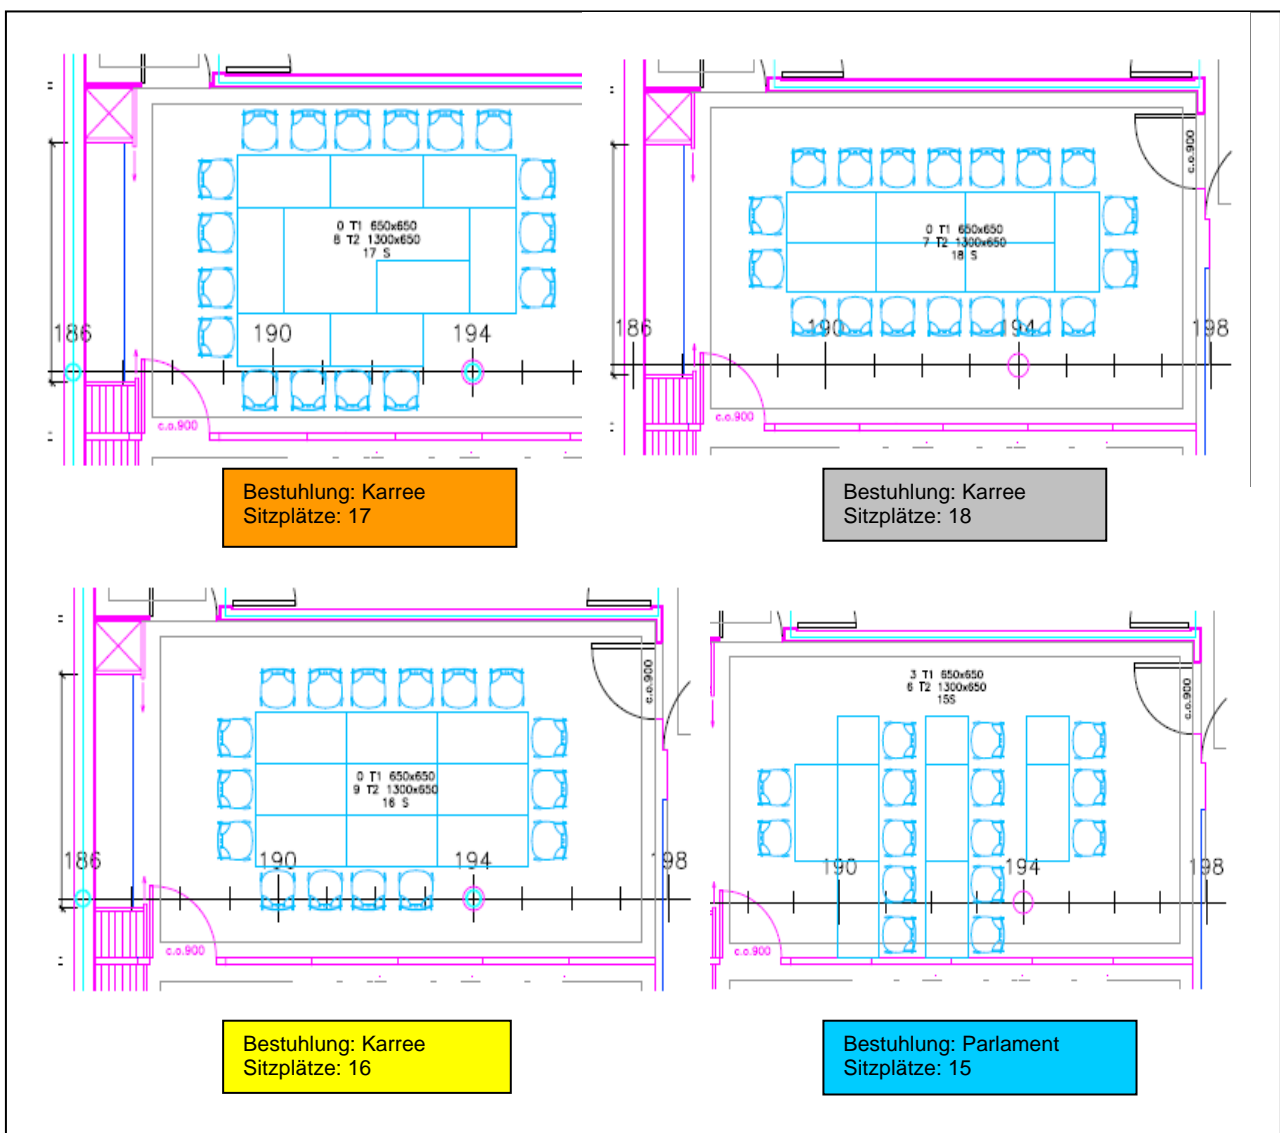 0 T1 650x650
8 T2 1300x650
17 S
186
190
194
c.o.900
Bestuhlung: Karree
Sitzplätze: 17
c.o.900
0 T1 650x650
7 T2 1300x650
18 S
186
190
194
198
c.o.900
Bestuhlung: Karree
Sitzplätze: 18
c.o.900
0 T1 650x650
9 T2 1300x650
16 S
186
190
194
198
c.o.900
Bestuhlung: Karree
Sitzplätze: 16
3 T1 650x650
6 T2 1300x650
15S
c.o.900
190
194
198
c.o.900
Bestuhlung: Parlament
Sitzplätze: 15